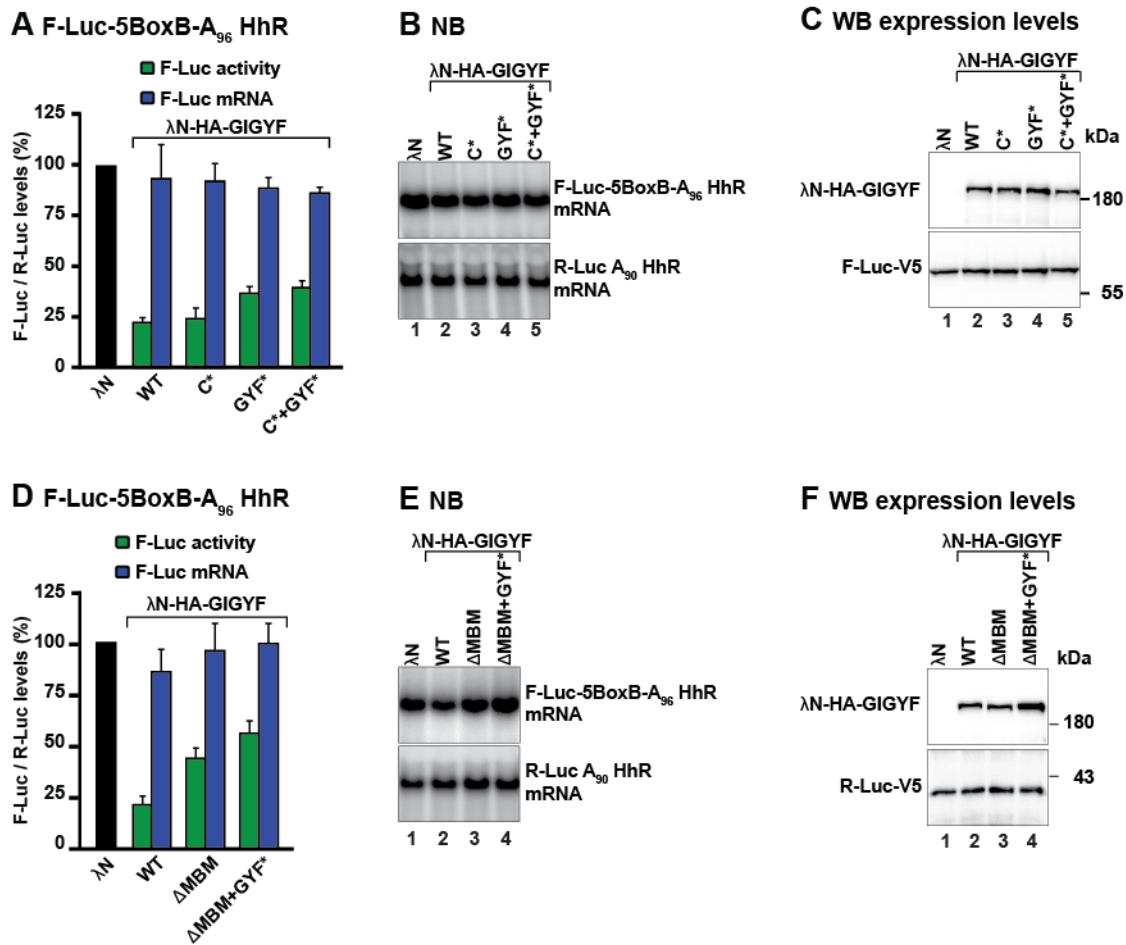 A F-Luc-5BoxB-A96 HhR
F-Luc activity
F-Luc mRNA
λN-HA-GIGYF
F-Luc / R-Luc levels (%)
125
100
75
50
25
0
λN
WT
C*
GYF*
C*+GYF*
B NB
λN-HA-GIGYF
λN
WT
C*
GYF*
C*+GYF*
F-Luc-5BoxB-A96 HhR
mRNA
R-Luc A90 HhR
mRNA
1 2 3 4 5
C WB expression levels
λN-HA-GIGYF
λN
WT
C*
GYF*
C*+GYF*
kDa
λN-HA-GIGYF
180
F-Luc-V5
55
1 2 3 4 5
D F-Luc-5BoxB-A96 HhR
F-Luc activity
F-Luc mRNA
λN-HA-GIGYF
F-Luc / R-Luc levels (%)
125
100
75
50
25
0
λN
WT
ΔMBM
ΔMBM+GYF*
E NB
λN-HA-GIGYF
λN
WT
ΔMBM
ΔMBM+GYF*
F-Luc-5BoxB-A96 HhR
mRNA
R-Luc A90 HhR
mRNA
1 2 3 4
F WB expression levels
λN-HA-GIGYF
λN
WT
ΔMBM
ΔMBM+GYF*
kDa
λN-HA-GIGYF
180
43
R-Luc-V5
1 2 3 4